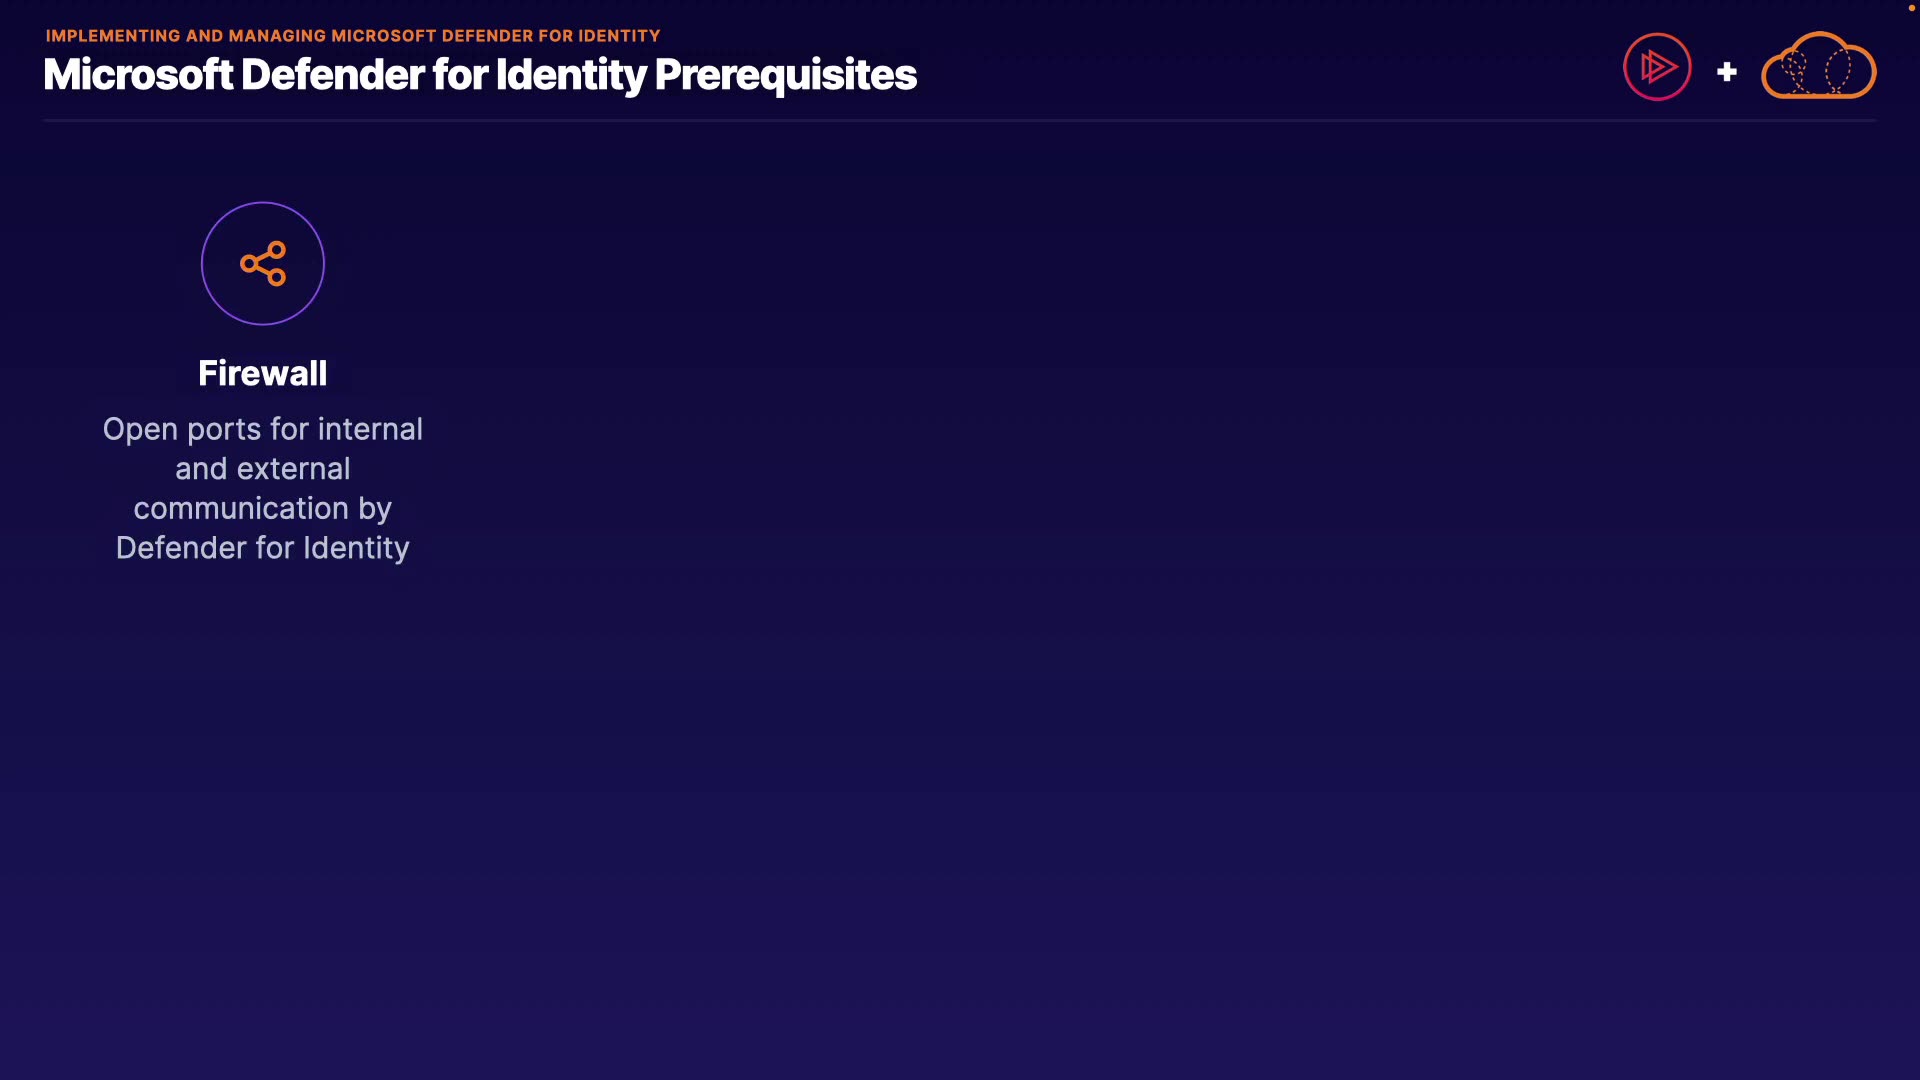 IMPLEMENTING AND MANAGING MICROSOFT DEFENDER FOR IDENTITY
Microsoft Defender for Identity Prerequisites
Firewall
Open ports for internal
and external
communication by
Defender for Identity